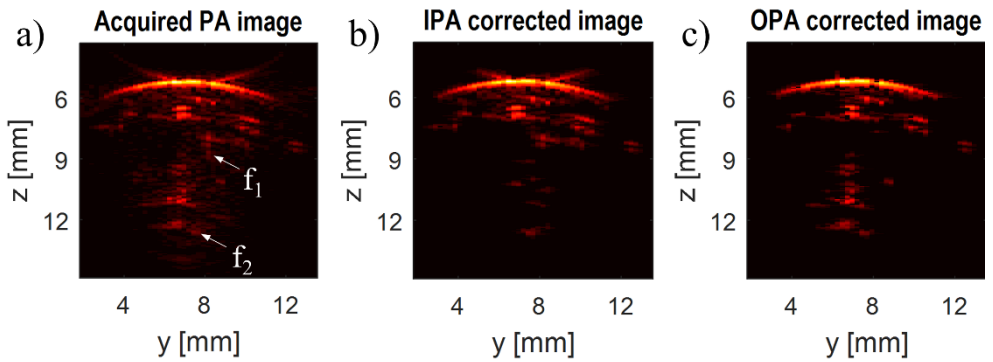 a) Acquired PA image
b) IPA corrected image
c) OPA corrected image
z [mm]
6
9
12
f1
f2
4 8 12
y [mm]
z [mm]
6
9
12
4 8 12
y [mm]
z [mm]
6
9
12
4 8 12
y [mm]